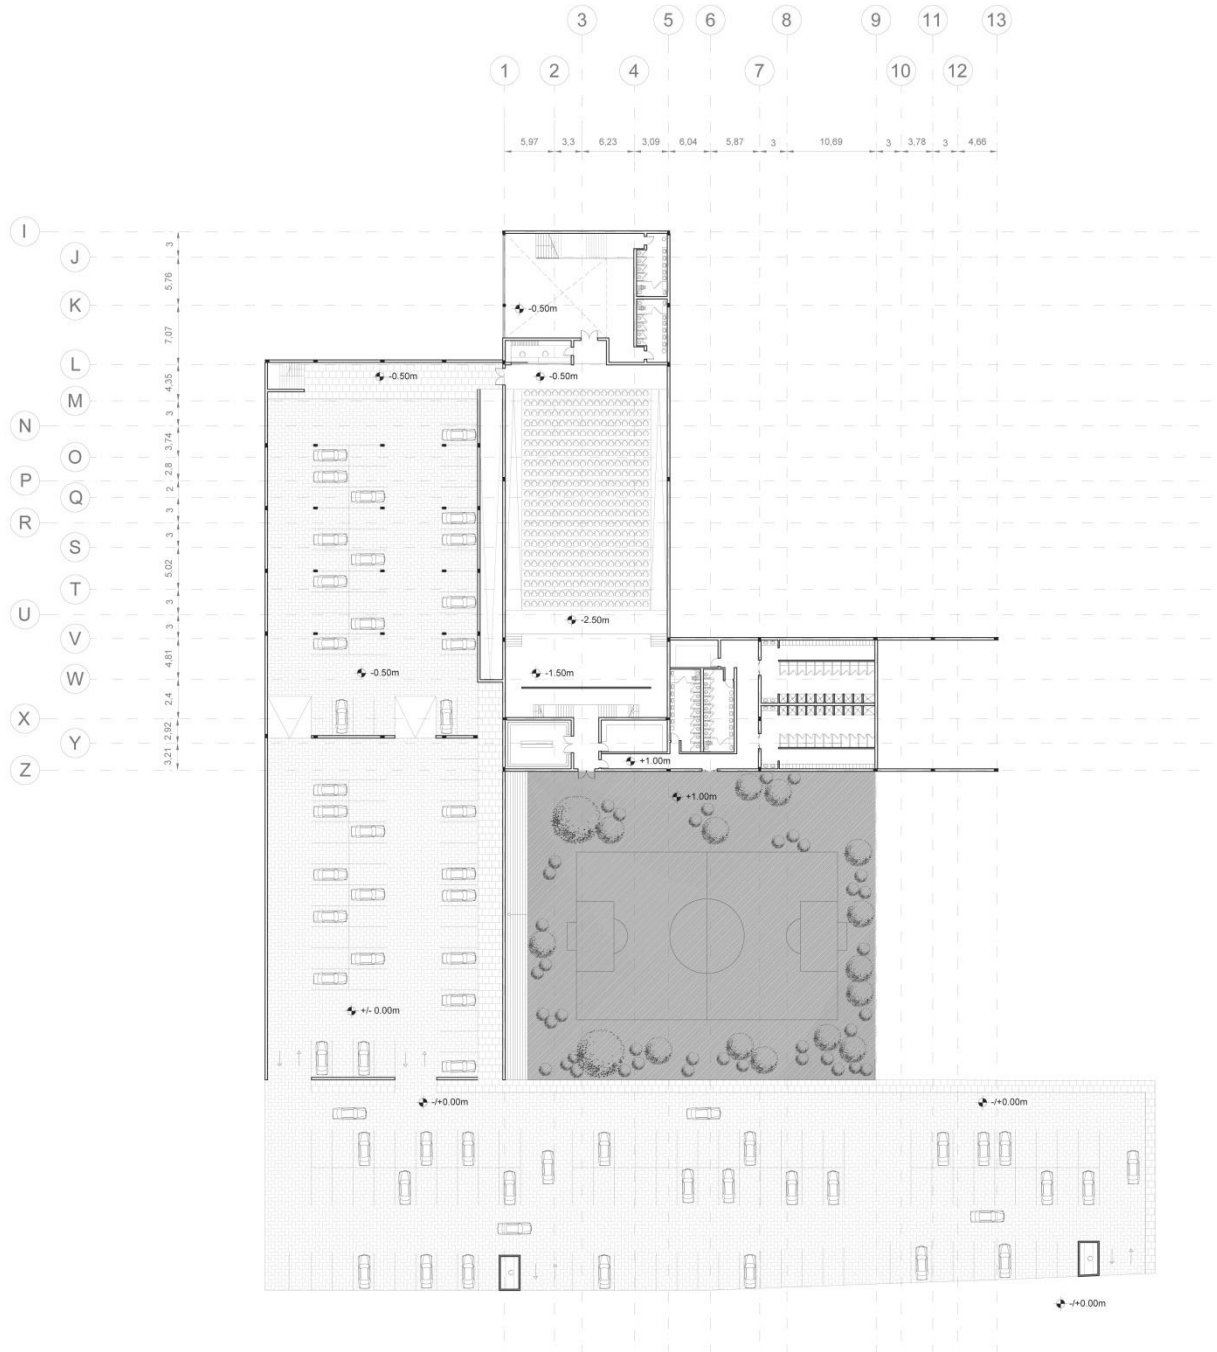 3 5 6 8 9 11 13
1 2 4 7 10 12
5,97 3,3 6,23 3,09 6,04 5,87 3 10,69 3 3,78 3 4,66
I
3
J
5,76
K
-0.50m
7,07
L
-0.50m -0.50m
4,35
M
3
N
3,74
O
2,8
P
2
Q
3
R
3
S
5,02
T
3
U
-2.50m
3
V
4,81
-0.50m -1.50m
W
2,4
X
2,92
Y
3,21
+1.00m
Z
+1.00m
+/- 0.00m
-/+0.00m -/+0.00m
-/+0.00m